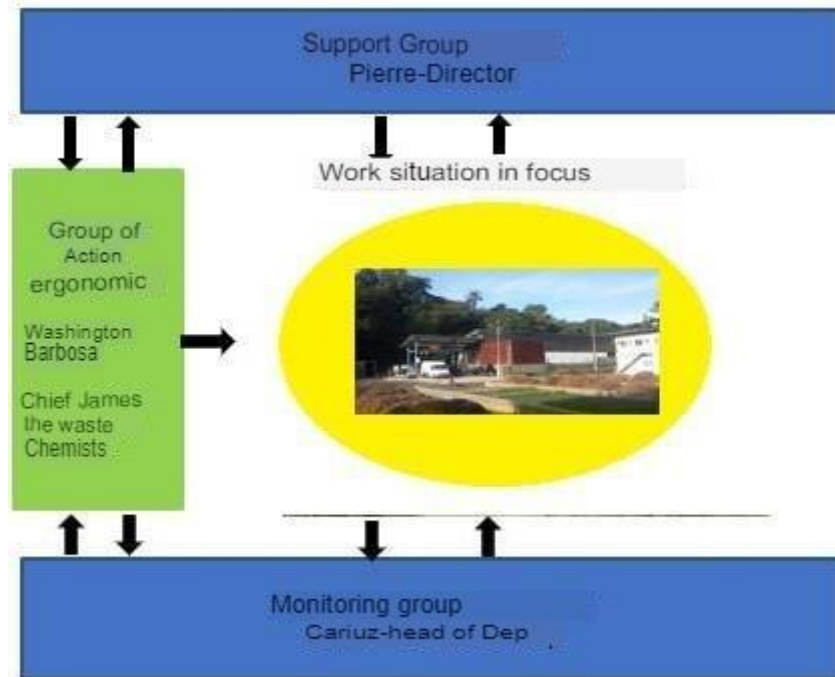 Support Group
Pierre-Director
Work situation in focus
Group of
Action
ergonomic
Washington
Barbosa
Chief James
the waste
Chemists
Monitoring group
Cariuz-head of Dep .